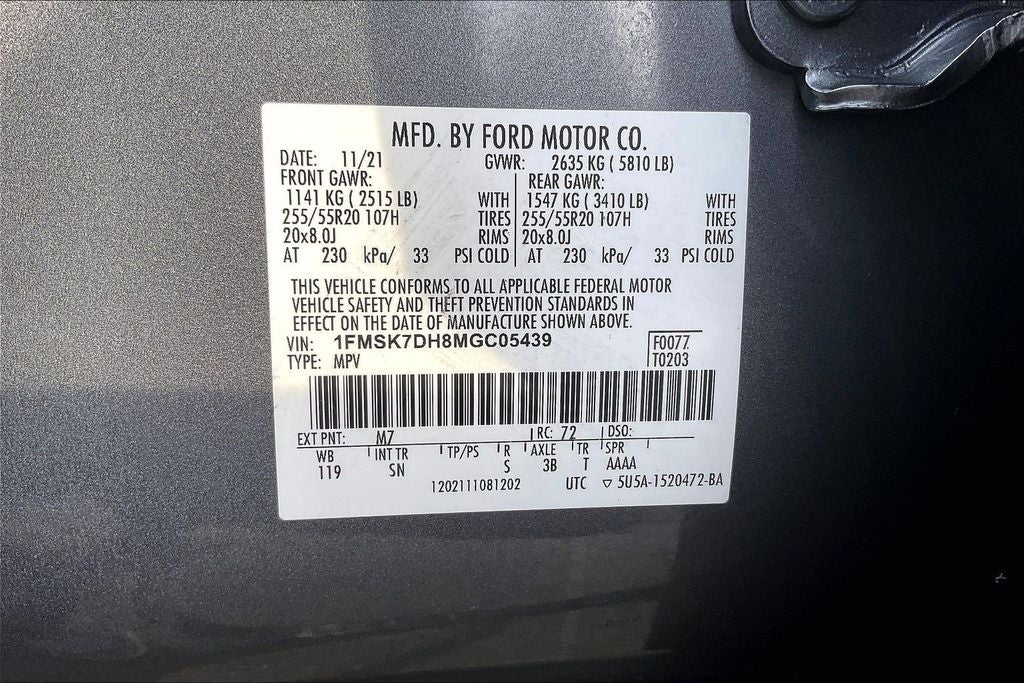 MFD. BY FORD MOTOR CO.
DATE: 11/21 GVWR: 2635 KG ( 5810 LB)
FRONT GAWR: REAR GAWR:
1141 KG ( 2515 LB) WITH 1547 KG ( 3410 LB) WITH
255/55R20 107H TIRES 255/55R20 107H TIRES
20x8.0J RIMS 20x8.0J RIMS
AT 230 kPa/ 33 PSI COLD AT 230 kPa/ 33 PSI COLD
THIS VEHICLE CONFORMS TO ALL APPLICABLE FEDERAL MOTOR
VEHICLE SAFETY AND THEFT PREVENTION STANDARDS IN
EFFECT ON THE DATE OF MANUFACTURE SHOWN ABOVE.
VIN: 1FMSK7DH8MGC05439 F0077
TYPE: MPV T0203
EXT PNT: M7 RC: 72 DSO:
WB INT TR TP/PS R AXLE TR SPR
119 SN S 3B T AAAA
1202111081202 UTC ▽ 5U5A-1520472-BA